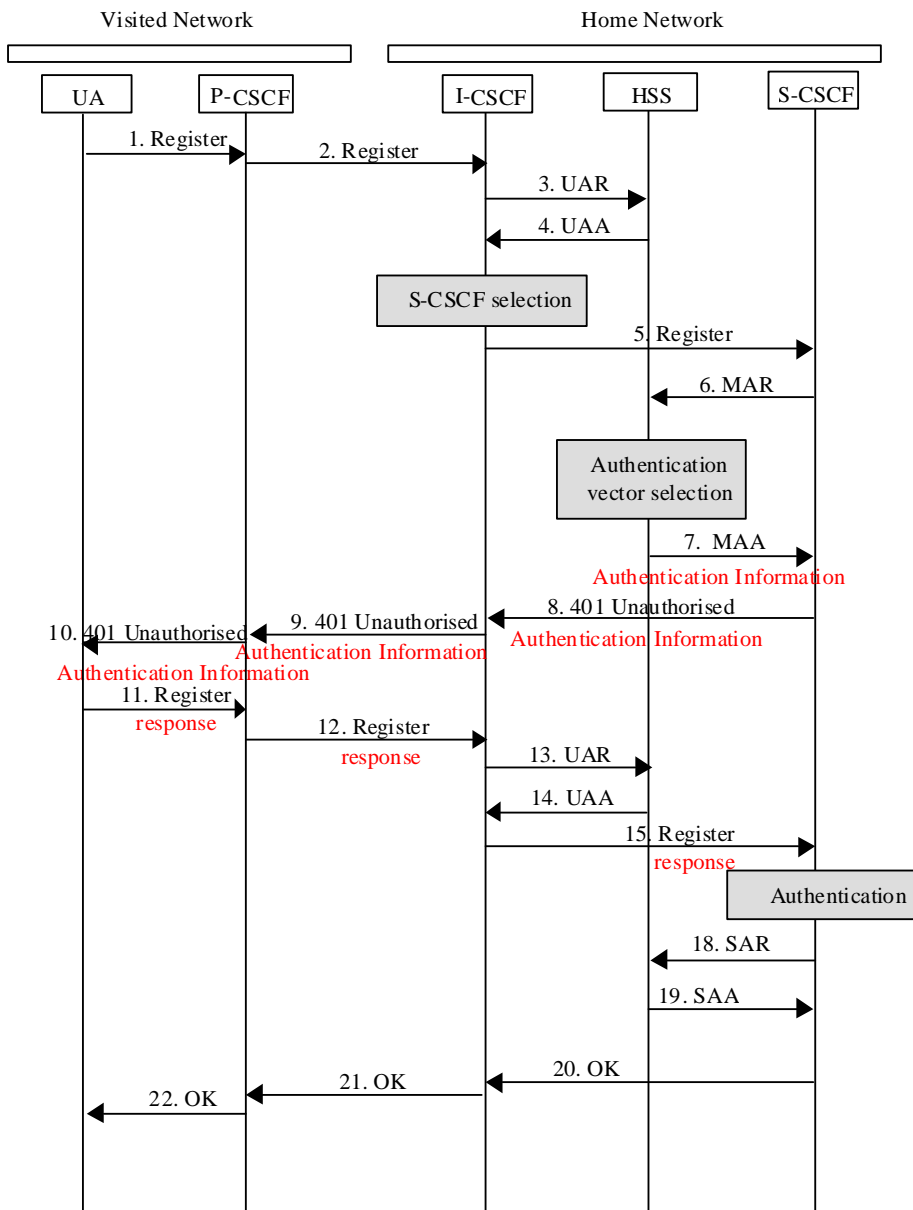 Visited Network
Home Network
UA
P-CSCF
I-CSCF
HSS
S-CSCF
1. Register
2. Register
3. UAR
4. UAA
S-CSCF selection
5. Register
6. MAR
Authentication
vector selection
7. MAA
Authentication Information
8. 401 Unauthorised
Authentication Information
9. 401 Unauthorised
Authentication Information
10. 401 Unauthorised
Authentication Information
11. Register
response
12. Register
response
13. UAR
14. UAA
15. Register
response
Authentication
18. SAR
19. SAA
20. OK
21. OK
22. OK